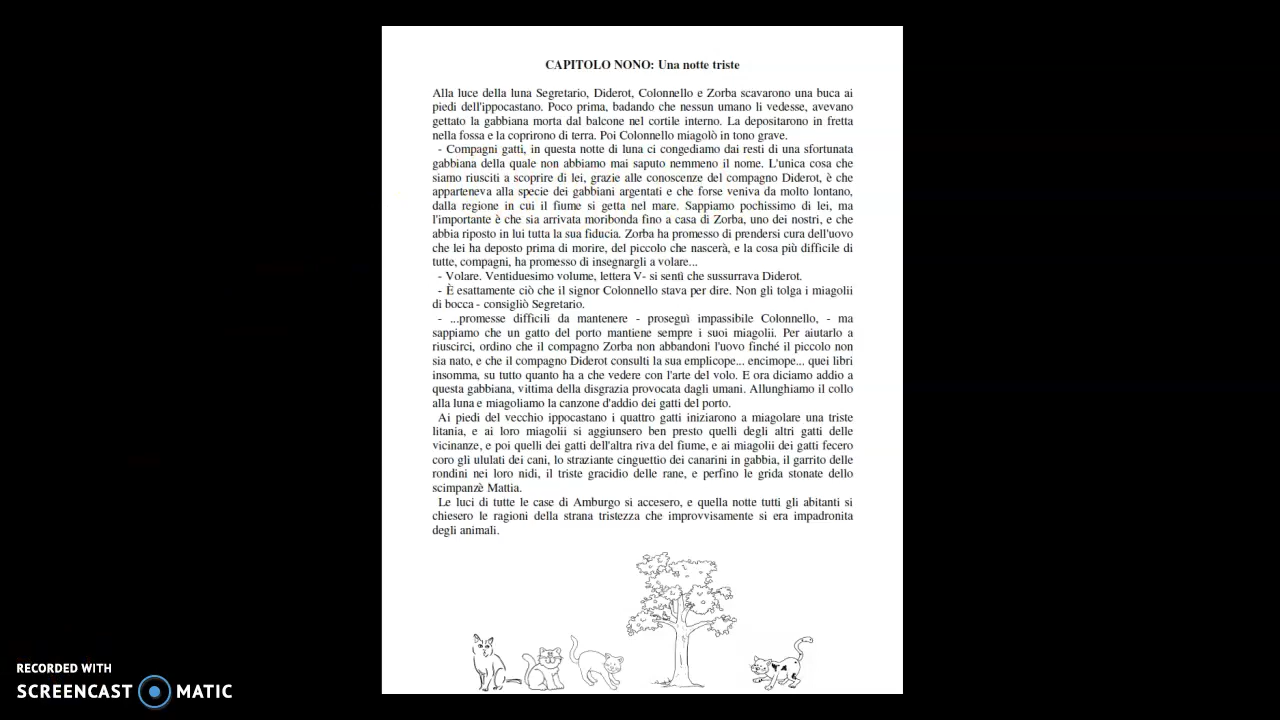 CAPITOLO NONO: Una notte triste
Alla luce della luna Segretario, Diderot, Colonnello e Zorba scavarono una buca ai
piedi dell'ippocastano. Poco prima, badando che nessun umano li vedesse, avevano
gettato la gabbiana morta dal balcone nel cortile interno. La depositarono in fretta
nella fossa e la coprirono di terra. Poi Colonnello miagolò in tono grave.
- Compagni gatti, in questa notte di luna ci congediamo dai resti di una sfortunata
gabbiana della quale non abbiamo mai saputo nemmeno il nome. L'unica cosa che
siamo riusciti a scoprire di lei, grazie alle conoscenze del compagno Diderot, è che
apparteneva alla specie dei gabbiani argentati e che forse veniva da molto lontano,
dalla regione in cui il fiume si getta nel mare. Sappiamo pochissimo di lei, ma
l'importante è che sia arrivata moribonda fino a casa di Zorba, uno dei nostri, e che
abbia riposto in lui tutta la sua fiducia. Zorba ha promesso di prendersi cura dell'uovo
che lei ha deposto prima di morire, del piccolo che nascerà, e la cosa più difficile di
tutte, compagni, ha promesso di insegnargli a volare...
- Volare. Ventiduesimo volume, lettera V- si sentì che sussurrava Diderot.
- È esattamente ciò che il signor Colonnello stava per dire. Non gli tolga i miagolii
di bocca - consigliò Segretario.
- ...promesse difficili da mantenere - proseguì impassibile Colonnello, - ma
sappiamo che un gatto del porto mantiene sempre i suoi miagolii. Per aiutarlo a
riuscirci, ordino che il compagno Zorba non abbandoni l'uovo finché il piccolo non
sia nato, e che il compagno Diderot consulti la sua emplicope... encimope... quei libri
insomma, su tutto quanto ha a che vedere con l'arte del volo. E ora diciamo addio a
questa gabbiana, vittima della disgrazia provocata dagli umani. Allunghiamo il collo
alla luna e miagoliamo la canzone d'addio dei gatti del porto.
Ai piedi del vecchio ippocastano i quattro gatti iniziarono a miagolare una triste
litania, e ai loro miagolii si aggiunsero ben presto quelli degli altri gatti delle
vicinanze, e poi quelli dei gatti dell'altra riva del fiume, e ai miagolii dei gatti fecero
coro gli ululati dei cani, lo straziante cinguettio dei canarini in gabbia, il garrito delle
rondini nei loro nidi, il triste gracidio delle rane, e perfino le grida stonate dello
scimpanzè Mattia.
Le luci di tutte le case di Amburgo si accesero, e quella notte tutti gli abitanti si
chiesero le ragioni della strana tristezza che improvvisamente si era impadronita
degli animali.
RECORDED WITH
SCREENCAST MATIC